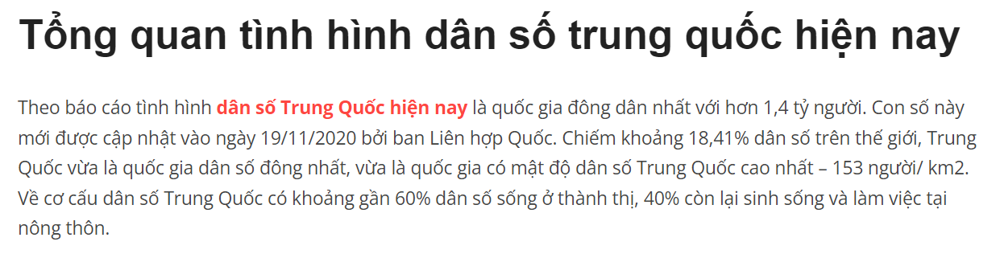 Tổng quan tình hình dân số trung quốc hiện nay
Theo báo cáo tình hình dân số Trung Quốc hiện nay là quốc gia đông dân nhất với hơn 1,4 tỷ người. Con số này
mới được cập nhật vào ngày 19/11/2020 bởi ban Liên hợp Quốc. Chiếm khoảng 18,41% dân số trên thế giới, Trung
Quốc vừa là quốc gia dân số đông nhất, vừa là quốc gia có mật độ dân số Trung Quốc cao nhất – 153 người/ km2.
Về cơ cấu dân số Trung Quốc có khoảng gần 60% dân số sống ở thành thị, 40% còn lại sinh sống và làm việc tại
nông thôn.